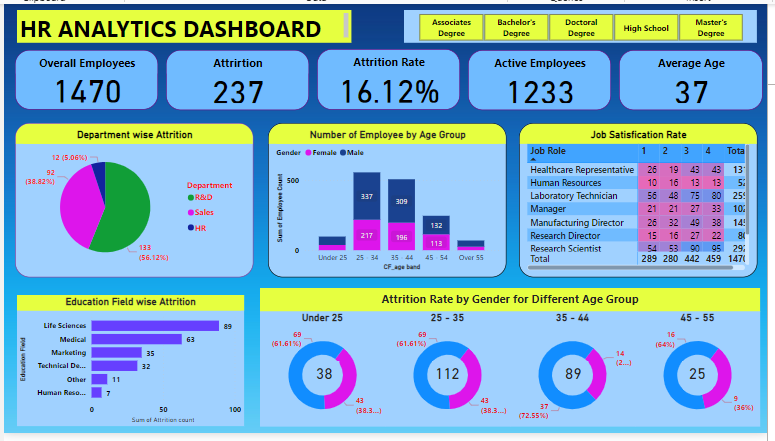 HR ANALYTICS DASHBOARD
Associates Degree
Bachelor's Degree
Doctoral Degree
High School
Master's Degree
Overall Employees
1470
Attrirtion
237
Attrition Rate
16.12%
Active Employees
1233
Average Age
37
Department wise Attrition
12 (5.06%)
92
(38.82%)
133
(56.12%)
Department
R&D
Sales
HR
Number of Employee by Age Group
Gender Female Male
Sum of Employee Count
500
0
337
217
309
196
132
113
Under 25 25 - 34 35 - 44 45 - 54 Over 55
CF_age band
Job Satisfication Rate
Job Role 1 2 3 4 Tota
Healthcare Representative 26 19 43 43 13
Human Resources 10 16 13 13 52
Laboratory Technician 56 48 75 80 259
Manager 21 21 27 33 102
Manufacturing Director 26 32 49 38 145
Research Director 15 16 27 22 80
Research Scientist 54 53 90 95 292
Total 289 280 442 459 1470
Education Field wise Attrition
Education Field
Life Sciences 89
Medical 63
Marketing 35
Technical De... 32
Other 11
Human Reso... 7
0 50 100
Sum of Attrition count
Attrition Rate by Gender for Different Age Group
Under 25
69
(61.61%)
38
43
(38.3...)
25 - 35
69
(61.61%)
112
43
(38.3...)
35 - 44
14
(2...)
89
37
(72.55%)
45 - 55
16
(64%)
25
9
(36%)